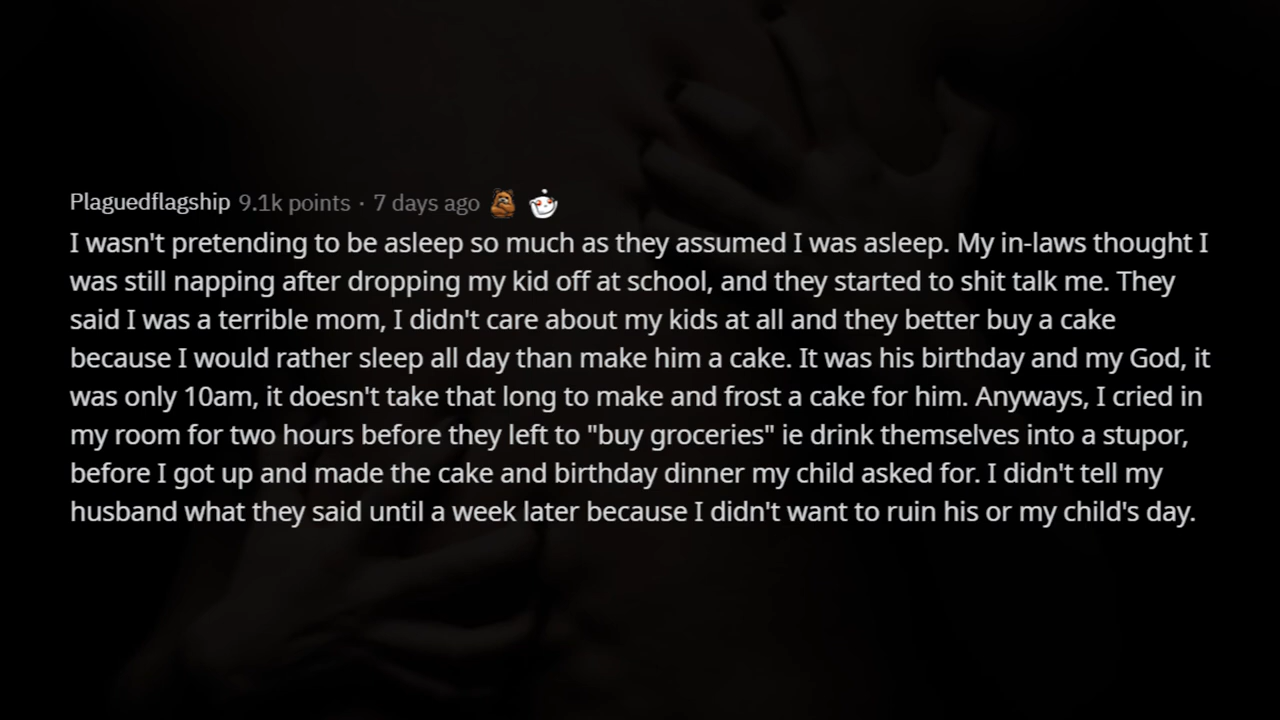 Plaguedflagship 9.1k points · 7 days ago
I wasn't pretending to be asleep so much as they assumed I was asleep. My in-laws thought I
was still napping after dropping my kid off at school, and they started to shit talk me. They
said I was a terrible mom, I didn't care about my kids at all and they better buy a cake
because I would rather sleep all day than make him a cake. It was his birthday and my God, it
was only 10am, it doesn't take that long to make and frost a cake for him. Anyways, I cried in
my room for two hours before they left to "buy groceries" ie drink themselves into a stupor,
before I got up and made the cake and birthday dinner my child asked for. I didn't tell my
husband what they said until a week later because I didn't want to ruin his or my child's day.